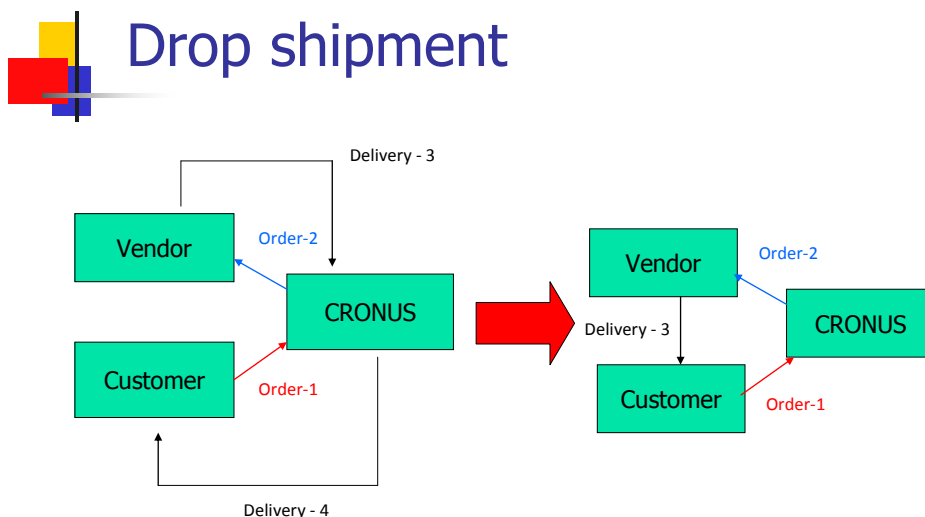 Drop shipment
Delivery - 3
Vendor
Order-2
CRONUS
Customer
Order-1
Delivery - 4
Vendor
Order-2
Delivery - 3
CRONUS
Customer
Order-1